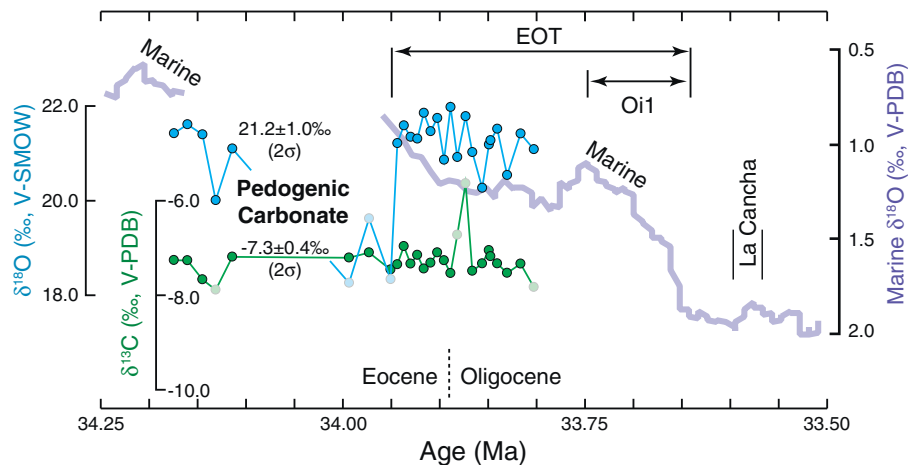 EOT
Oi1
Marine
Marine
La Cancha
21.2±1.0‰
(2σ)
Pedogenic
Carbonate
-7.3±0.4‰
(2σ)
Eocene
Oligocene
δ18O (‰, V-SMOW)
22.0
20.0
18.0
δ13C (‰, V-PDB)
-6.0
-8.0
-10.0
Marine δ18O (‰, V-PDB)
0.5
1.0
1.5
2.0
34.25
34.00
33.75
33.50
Age (Ma)